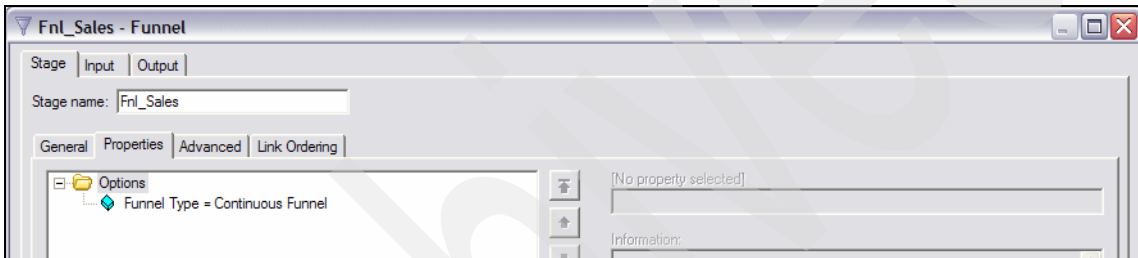 Fnl_Sales - Funnel
Stage Input Output
Stage name: Fnl_Sales
General Properties Advanced Link Ordering
Options
[No property selected]
Funnel Type = Continuous Funnel
Information: